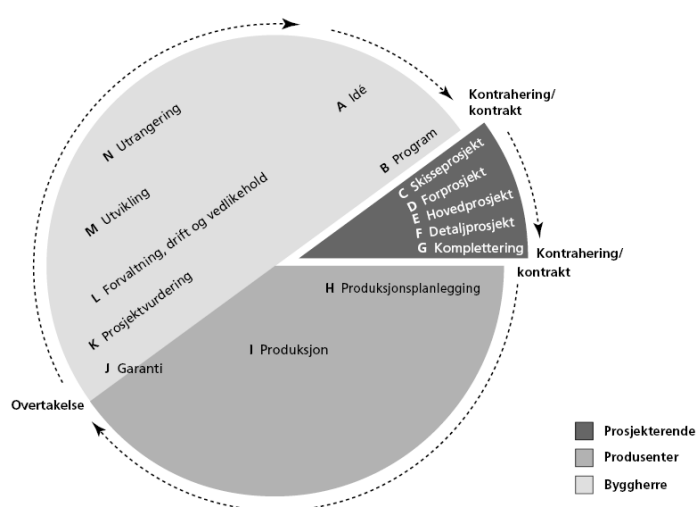 A Idé
B Program
Kontrahering/
kontrakt
C Skisseprosjekt
D Forprosjekt
E Hovedprosjekt
F Detaljprosjekt
G Komplettering
Kontrahering/
kontrakt
H Produksjonsplanlegging
I Produksjon
J Garanti
Overtakelse
K Prosjektvurdering
L Forvaltning, drift og vedlikehold
M Utvikling
N Utrangering
Prosjekterende
Produsenter
Byggherre